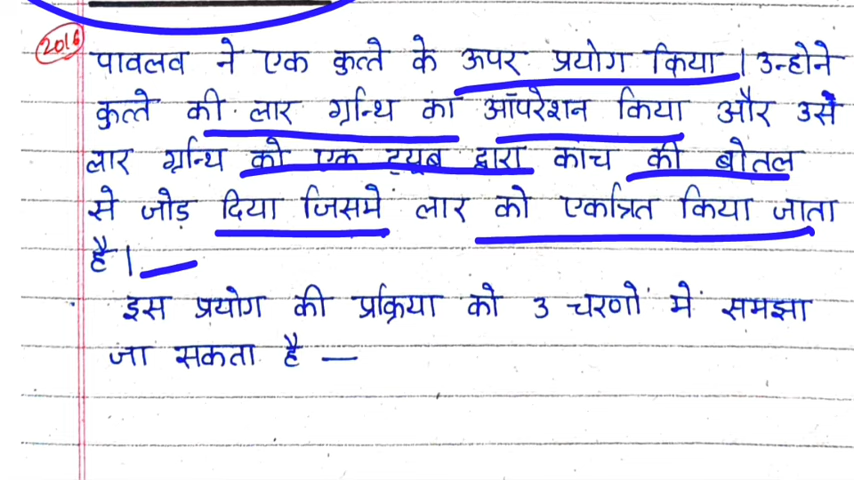 2016
पावलव ने एक कुत्ते के ऊपर प्रयोग किया। उन्होने
कुत्ते की लार ग्रन्थि का ऑपरेशन किया और उसे
लार ग्रन्थि को एक ट्यूब द्वारा कांच की बोतल
से जोड़ दिया जिसमे लार को एकत्रित किया जाता
है।
इस प्रयोग की प्रक्रिया को 3 चरणों में समझा
जा सकता है —